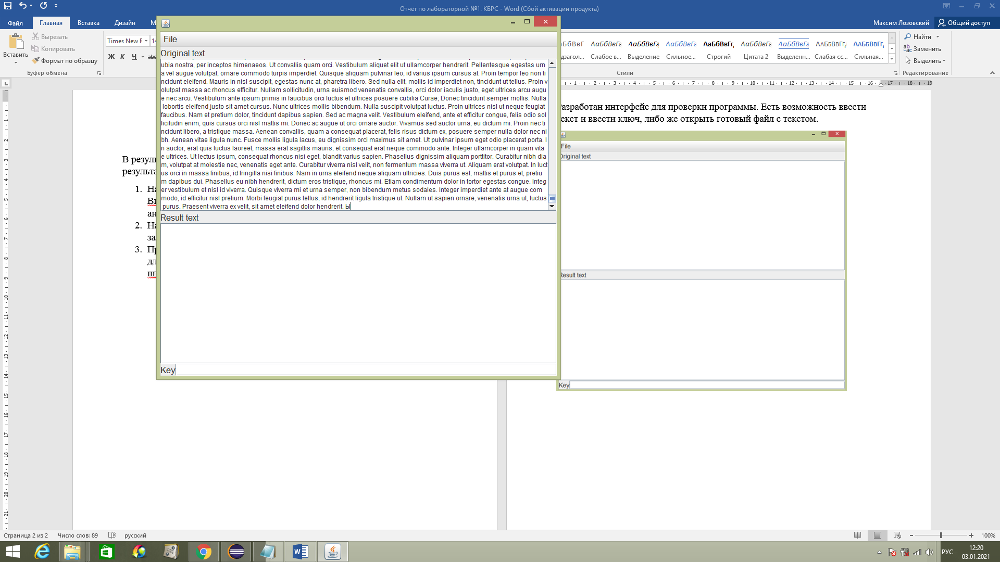 Отчёт по лабораторной №1. КБРС - Word (Сбой активации продукта)
Файл
Главная
Вставка
Дизайн
М
Максим Лозовский
Общий доступ
Вставить
Вырезать
Копировать
Формат по образцу
Буфер обмена
Times New F
14
Ж К Ч abc
АаБбВвГ
АаБбВвГг
АаБбВвГг
АаБбВвГг
АаБбВвГг,
АаБбВвГг
АаБбВвГг
АаБбВвГг,
АаБбВвГг,
дзагол...
Слабое в...
Выделение
Сильное...
Строгий
Цитата 2
Выделенн...
Слабая сс...
Сильная...
Стили
Найти
Заменить
Выделить
Редактирование
File
Original text
ubia nostra, per inceptos himenaeos. Ut convallis quam orci. Vestibulum aliquet elit ut ullamcorper hendrerit. Pellentesque egestas urn
a vel augue volutpat, ornare commodo turpis imperdiet. Quisque aliquam pulvinar leo, id varius ipsum cursus at. Proin tempor leo non ti
ncidunt eleifend. Mauris in nisl suscipit, egestas nunc at, pharetra libero. Sed nulla elit, mollis id imperdiet non, tincidunt ut tellus. Proin v
olutpat massa ac rhoncus efficitur. Nullam sollicitudin, urna euismod venenatis convallis, orci dolor iaculis justo, eget ultrices arcu augu
e nec arcu. Vestibulum ante ipsum primis in faucibus orci luctus et ultrices posuere cubilia Curae; Donec tincidunt semper mollis. Nulla
lobortis eleifend justo sit amet cursus. Nunc ultrices mollis bibendum. Nulla suscipit volutpat luctus. Proin ultrices nisl ut neque feugiat
faucibus. Nam et pretium dolor, tincidunt dapibus sapien. Sed ac magna velit. Vestibulum eleifend, ante et efficitur congue, felis odio sol
licitudin enim, quis cursus orci nisl mattis mi. Donec ac augue ut orci ornare auctor. Vivamus sed auctor urna, eu dictum mi. Proin nec ti
ncidunt libero, a tristique massa. Aenean convallis, quam a consequat placerat, felis risus dictum ex, posuere semper nulla dolor nec ni
bh. Aenean vitae ligula nunc. Fusce mollis ligula lacus, eu dignissim orci maximus sit amet. Ut pulvinar ipsum eget odio placerat porta. I
n auctor, erat quis luctus laoreet, massa erat sagittis mauris, et consequat erat neque commodo ante. Integer ullamcorper in quam vita
e ultrices. Ut lectus ipsum, consequat rhoncus nisi eget, blandit varius sapien. Phasellus dignissim aliquam porttitor. Curabitur nibh dia
m, volutpat at molestie nec, venenatis eget ante. Curabitur viverra nisl velit, non fermentum massa viverra ut. Aliquam erat volutpat. In luct
us orci in massa finibus, id fringilla nisi finibus. Nam in urna eleifend neque aliquam ultricies. Duis purus est, mattis et purus et, pretiu
m dapibus dui. Phasellus eu nibh hendrerit, dictum eros tristique, rhoncus mi. Etiam condimentum dolor in tortor egestas congue. Integ
er vestibulum et nisl id viverra. Quisque viverra mi et urna semper, non bibendum metus sodales. Integer imperdiet ante at augue com
modo, id efficitur nisl pretium. Morbi feugiat purus tellus, id hendrerit ligula tristique ut. Nullam ut sapien ornare, venenatis urna ut, luctus
purus. Praesent viverra ex velit, sit amet eleifend dolor hendrerit. Ы
Result text
Key
В резуль
результа
1. На
Ви
ан
2. На
за
3. Пр
дл
ши
Разработан интерфейс для проверки программы. Есть возможность ввести
текст и ввести ключ, либо же открыть готовый файл с текстом.
File
Original text
Result text
Key
Страница 2 из 2
Число слов: 89
русский
100%
РУС
12:20
03.01.2021